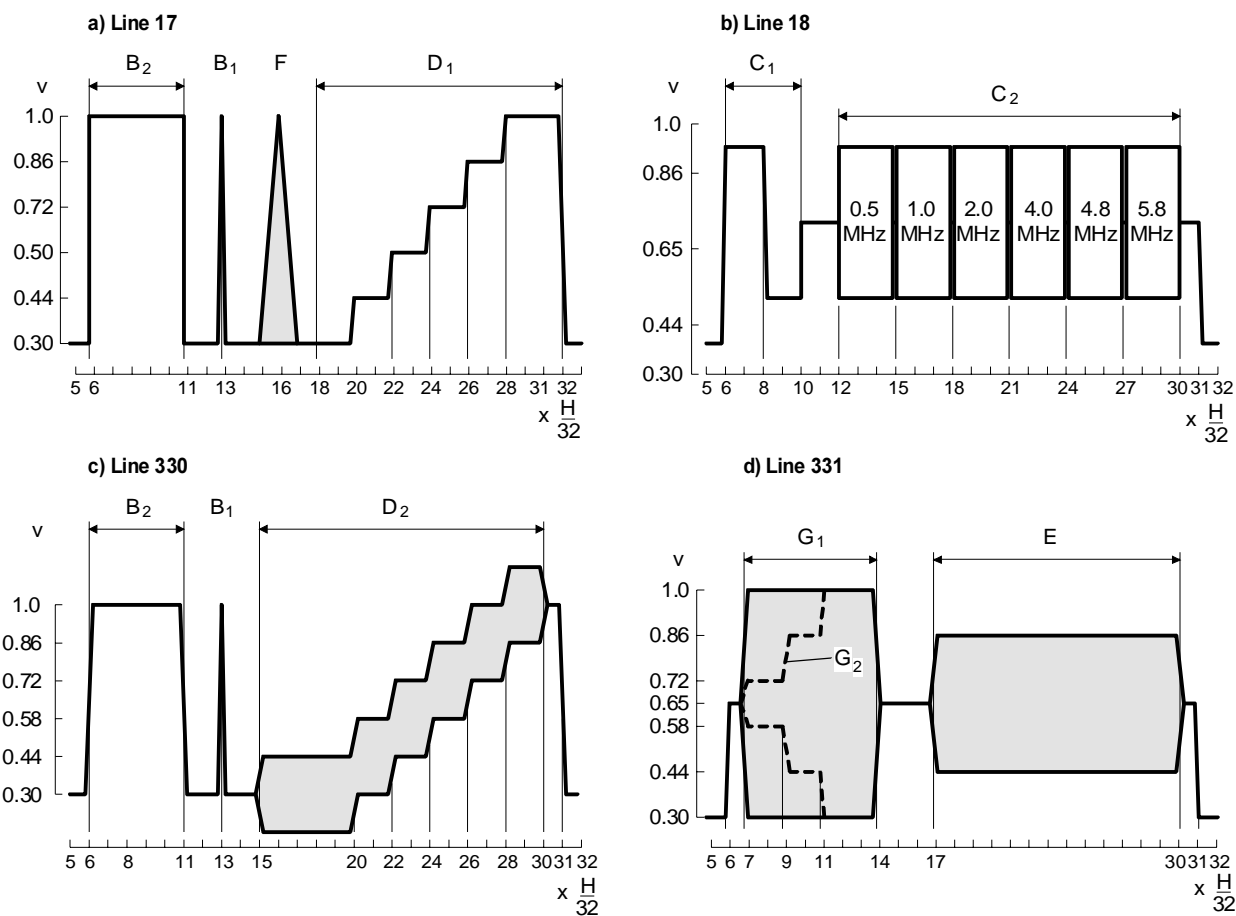 a) Line 17
B2 B1 F D1
v
1.0
0.86
0.72
0.50
0.44
0.30
5 6 11 13 16 18 20 22 24 26 28 31 32
x H/32
b) Line 18
C1
C2
v
1.0
0.86
0.65
0.44
0.30
0.5 MHz
1.0 MHz
2.0 MHz
4.0 MHz
4.8 MHz
5.8 MHz
5 6 8 10 12 15 18 21 24 27 30 31 32
x H/32
c) Line 330
B2 B1 D2
v
1.0
0.86
0.72
0.58
0.44
0.30
5 6 8 11 13 15 20 22 24 26 28 30 32
x H/32
d) Line 331
G1 E
v
1.0
0.86
0.72
0.65
0.58
0.44
0.30
G2
5 6 7 9 11 14 17 30 31 32
x H/32